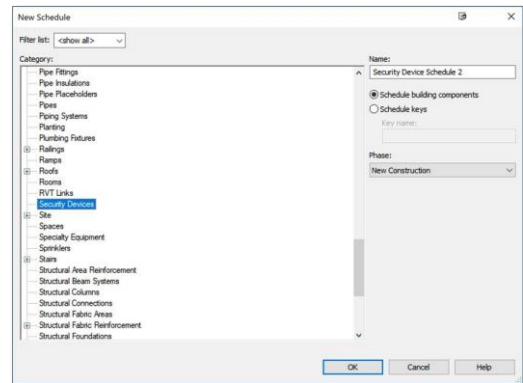 New Schedule
Filter list: <show all>
Category:
Pipe Fittings
Pipe Insulations
Pipe Placeholders
Pipes
Piping Systems
Planting
Plumbing Fixtures
Railings
Ramps
Roofs
Rooms
RVT Links
Security Devices
Site
Spaces
Specialty Equipment
Sprinklers
Stairs
Structural Area Reinforcement
Structural Beam Systems
Structural Columns
Structural Connections
Structural Fabric Areas
Structural Fabric Reinforcement
Structural Foundations
Name:
Security Device Schedule 2
Schedule building components
Schedule keys
Key name:
Phase:
New Construction
OK Cancel Help